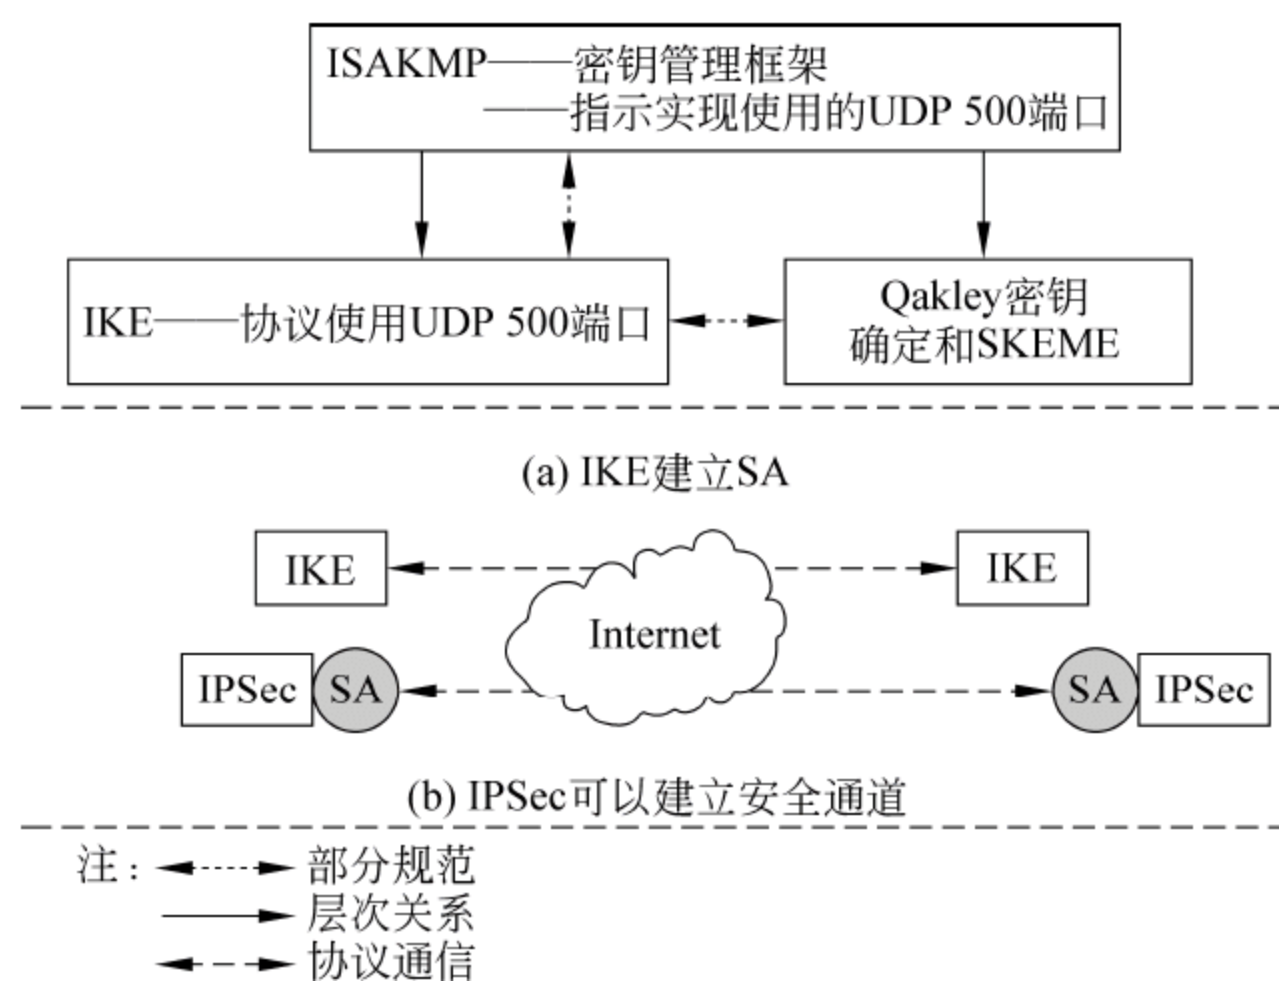 ISAKMP——密钥管理框架
——指示实现使用的UDP 500端口
IKE——协议使用UDP 500端口
Qakley密钥
确定和SKEME
(a) IKE建立SA
IKE
IKE
Internet
IPSec SA
SA IPSec
(b) IPSec可以建立安全通道
注: 部分规范
层次关系
协议通信